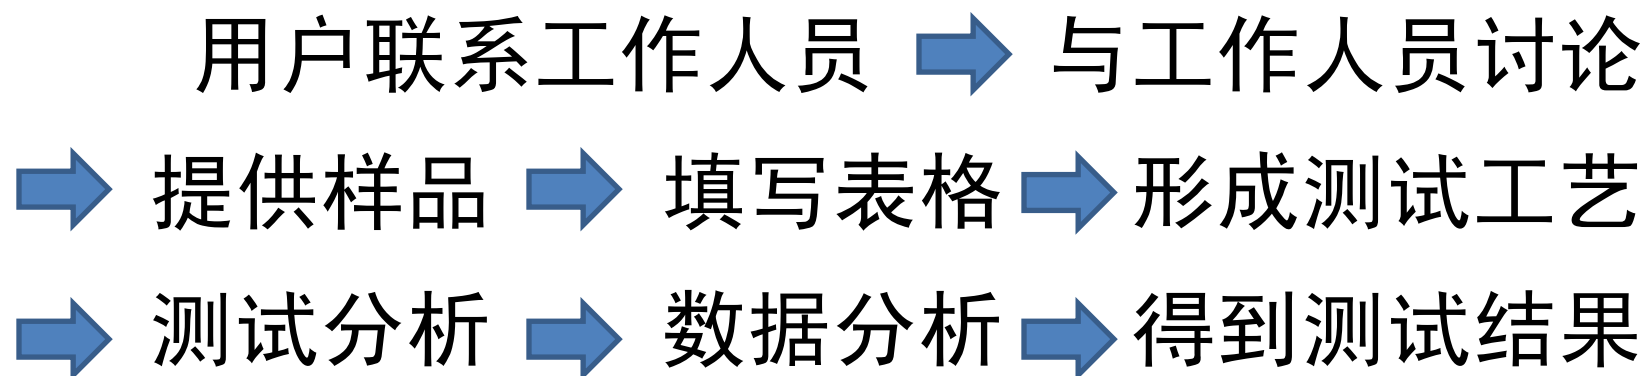 用户联系工作人员 与工作人员讨论
提供样品 填写表格 形成测试工艺
测试分析 数据分析 得到测试结果